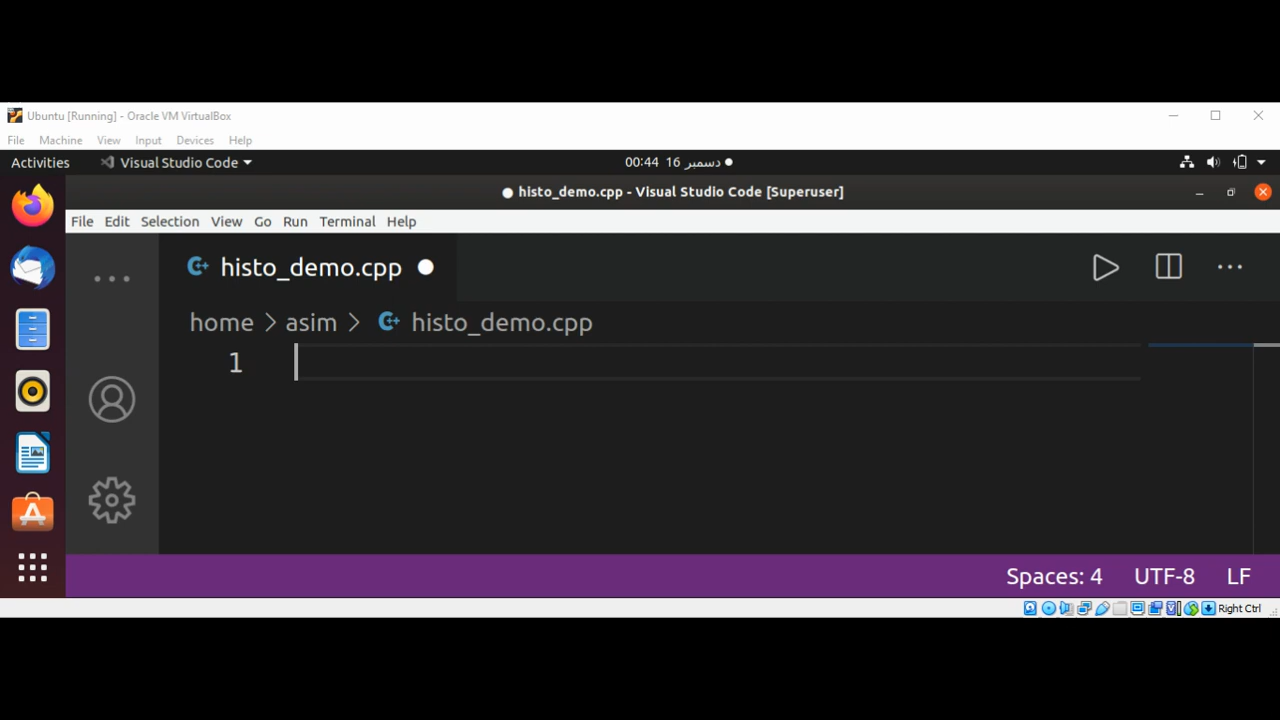 Ubuntu [Running] - Oracle VM VirtualBox
File Machine View Input Devices Help
Activities Visual Studio Code 00:44 16 دسمبر
histo_demo.cpp - Visual Studio Code [Superuser]
File Edit Selection View Go Run Terminal Help
histo_demo.cpp
home > asim > histo_demo.cpp
1
Spaces: 4 UTF-8 LF
Right Ctrl